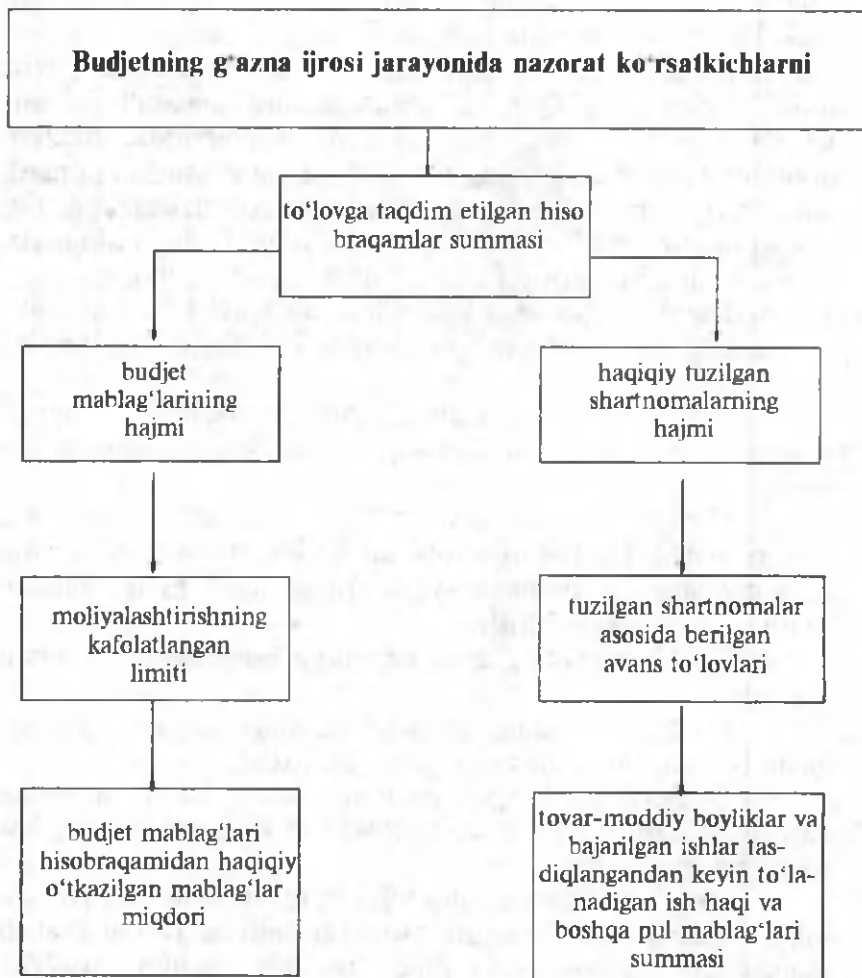 Budjetning g‘azna ijrosi jarayonida nazorat ko‘rsatkichlarni
to‘lovga taqdim etilgan hiso
braqamlar summasi
budjet
mablag‘larining
hajmi
haqiqiy tuzilgan
shartnomalarning
hajmi
moliyalashtirishning
kafolatlangan
limiti
tuzilgan shartnomalar
asosida berilgan
avans to‘lovlari
budjet mablag‘lari
hisobraqamidan haqiqiy
o‘tkazilgan mablag‘lar
miqdori
tovar-moddiy boyliklar va
bajarilgan ishlar tas-
diqlangandan keyin to‘la-
nadigan ish haqi va
boshqa pul mablag‘lari
summasi